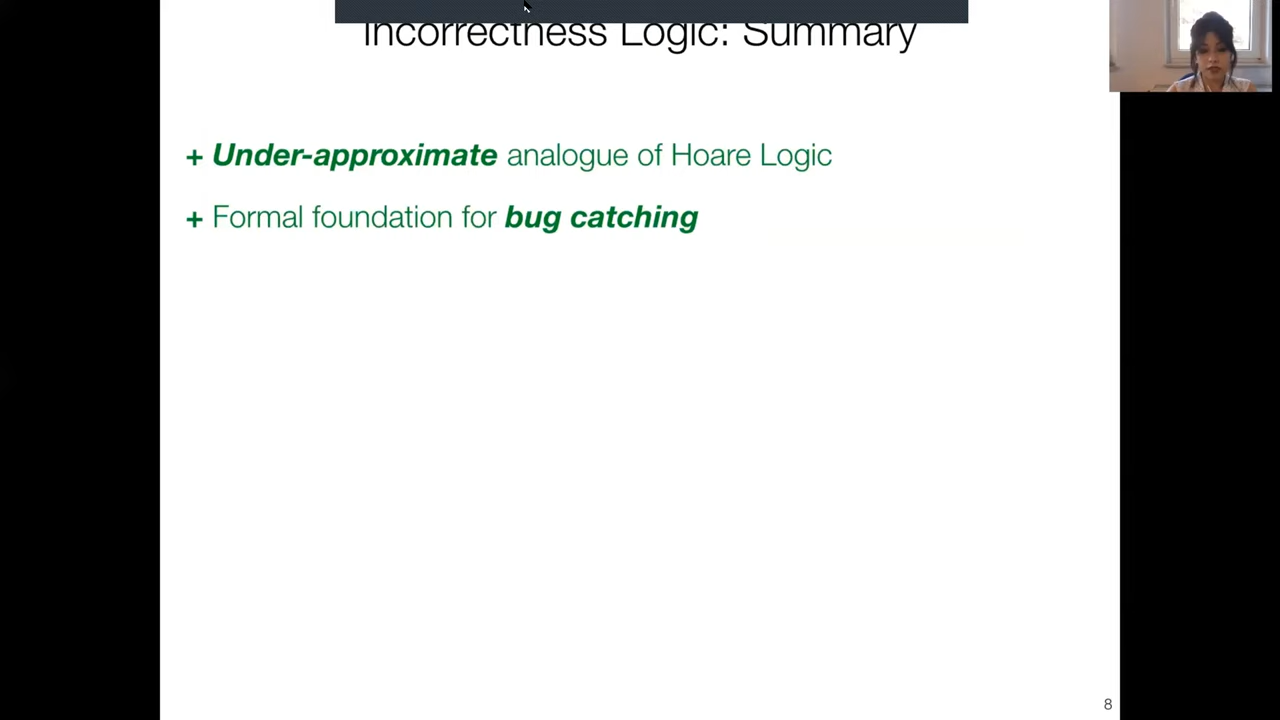 Incorrectness Logic: Summary
+ Under-approximate analogue of Hoare Logic
+ Formal foundation for bug catching
8